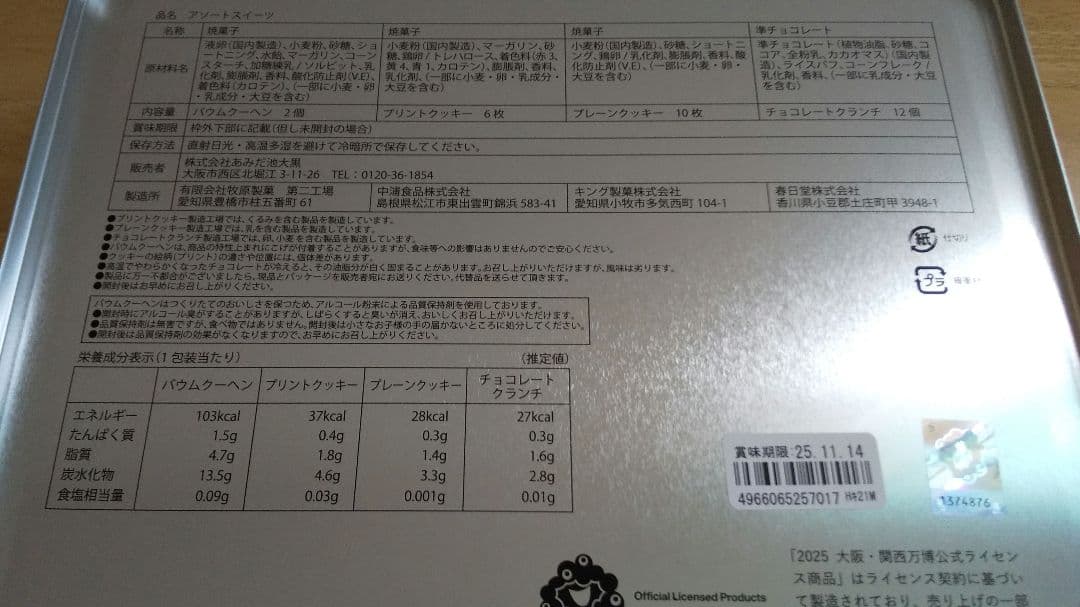 品名 アソートスイーツ
名称 焼菓子 焼菓子 焼菓子 準チョコレート
原材料名
液卵(国内製造)、小麦粉、砂糖、ショ
ートニング、水飴、マーガリン、コーン
スターチ、加糖練乳/ソルビット、乳
化剤、膨脹剤、香料、酸化防止剤(V.E)、
着色料(カロテン)、(一部に小麦・卵
・乳成分・大豆を含む)
小麦粉(国内製造)、マーガリン、砂
糖、鶏卵/トレハロース、着色料(赤3、
黄4、青1、カロテン)、膨脹剤、香料、
乳化剤、(一部に小麦・卵・乳成分・
大豆を含む)
小麦粉(国内製造)、砂糖、ショートニ
ング、鶏卵/乳化剤、膨脹剤、香料、酸
化防止剤(V.E)、(一部に小麦・卵・
大豆を含む)
準チョコレート(植物油脂、砂糖、コ
コア、全粉乳、カカオマス)(国内製
造)、ライスパフ、コーンフレーク/
乳化剤、香料、(一部に乳成分・大豆
を含む)
内容量 バウムクーヘン 2個 プリントクッキー 6枚 プレーンクッキー 10枚 チョコレートクランチ 12個
賞味期限 枠外下部に記載(但し未開封の場合)
保存方法 直射日光・高温多湿を避けて冷暗所で保存してください。
販売者 株式会社あみだ池大黒
大阪市西区北堀江 3-11-26 TEL:0120-36-1854
製造所
有限会社牧原製菓 第二工場
愛知県豊橋市柱五番町 61
中浦食品株式会社
島根県松江市東出雲町錦浜 583-41
キング製菓株式会社
愛知県小牧市多気西町 104-1
春日堂株式会社
香川県小豆郡土庄町甲 3948-1
●プリントクッキー製造工場では、くるみを含む製品を製造しています。
●プレーンクッキー製造工場では、乳を含む製品を製造しています。
●チョコレートクランチ製造工場では、卵、小麦を含む製品を製造しています。
●バウムクーヘンは、商品の特性上まれにこげが付着することがありますが、食味等への影響はありませんのでご安心ください。
●クッキーの絵柄(プリント)の濃さや位置には、個体差があります。
●高温でやわらかくなったチョコレートが冷えると、その油脂分が白く固まることがあります。お召し上がりいただけますが、風味は劣ります。
●製品に万一不都合がございましたら、現品とパッケージを販売者宛にお送りください。代替品を送らせて頂きます。
●開封後はお早めにお召し上がりください。
紙 仕切り
プラ
バウムクーヘンはつくりたてのおいしさを保つため、アルコール粉末による品質保持剤を使用しております。
●開封時にアルコール臭がすることがありますが、しばらくすると臭いが消え、おいしくお召し上がりいただけます。
●品質保持剤は無害ですが、食べ物ではありません。開封後は小さなお子様の手の届かないところに処分してください。
●開封後は品質保持剤の効果がなくなりますので、お早めにお召し上がりください。
栄養成分表示(1包装当たり) (推定値)
バウムクーヘン プリントクッキー プレーンクッキー チョコレート
クランチ
エネルギー 103kcal 37kcal 28kcal 27kcal
たんぱく質 1.5g 0.4g 0.3g 0.3g
脂質 4.7g 1.8g 1.4g 1.6g
炭水化物 13.5g 4.6g 3.3g 2.8g
食塩相当量 0.09g 0.03g 0.001g 0.01g
賞味期限:25.11.14
4966065257017 Hキ21M
1374876
Official Licensed Products
「2025 大阪・関西万博公式ライセン
ス商品」はライセンス契約に基づい
て製造されており、売り上げの一部